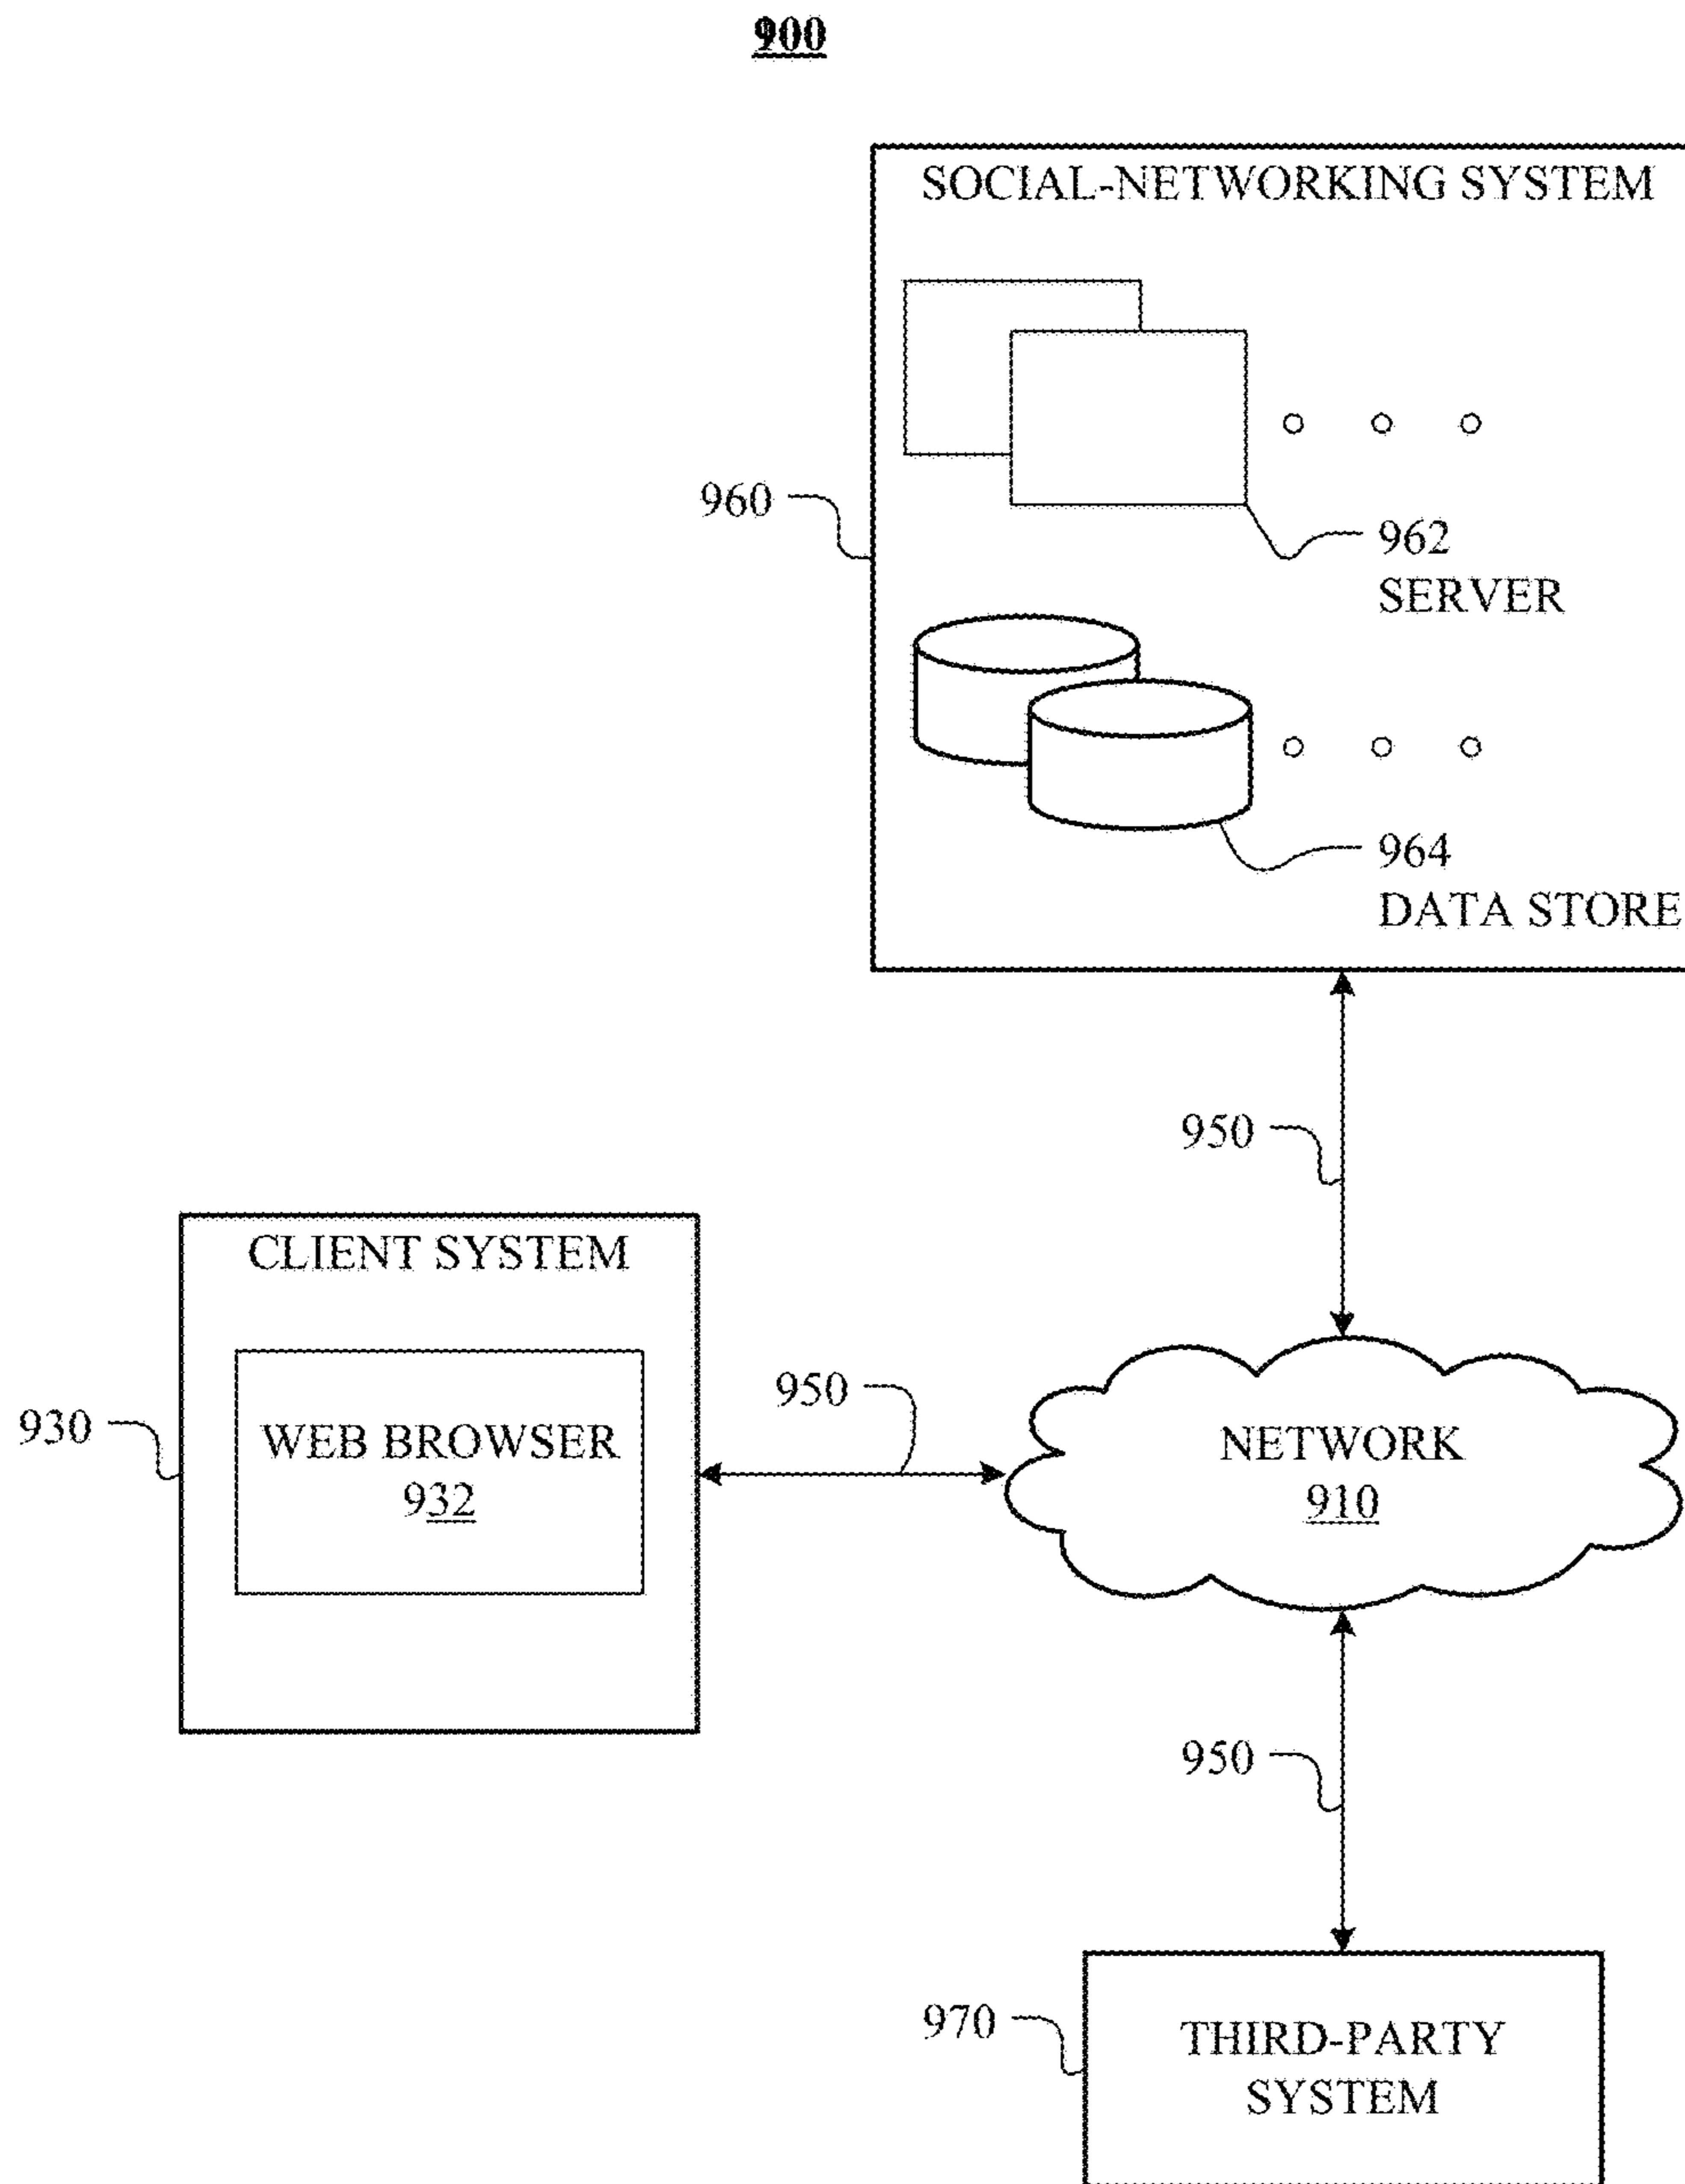 900
SOCIAL-NETWORKING SYSTEM
960
962
SERVER
964
DATA STORE
950
CLIENT SYSTEM
930
WEB BROWSER
932
950
NETWORK
910
950
970
THIRD-PARTY
SYSTEM